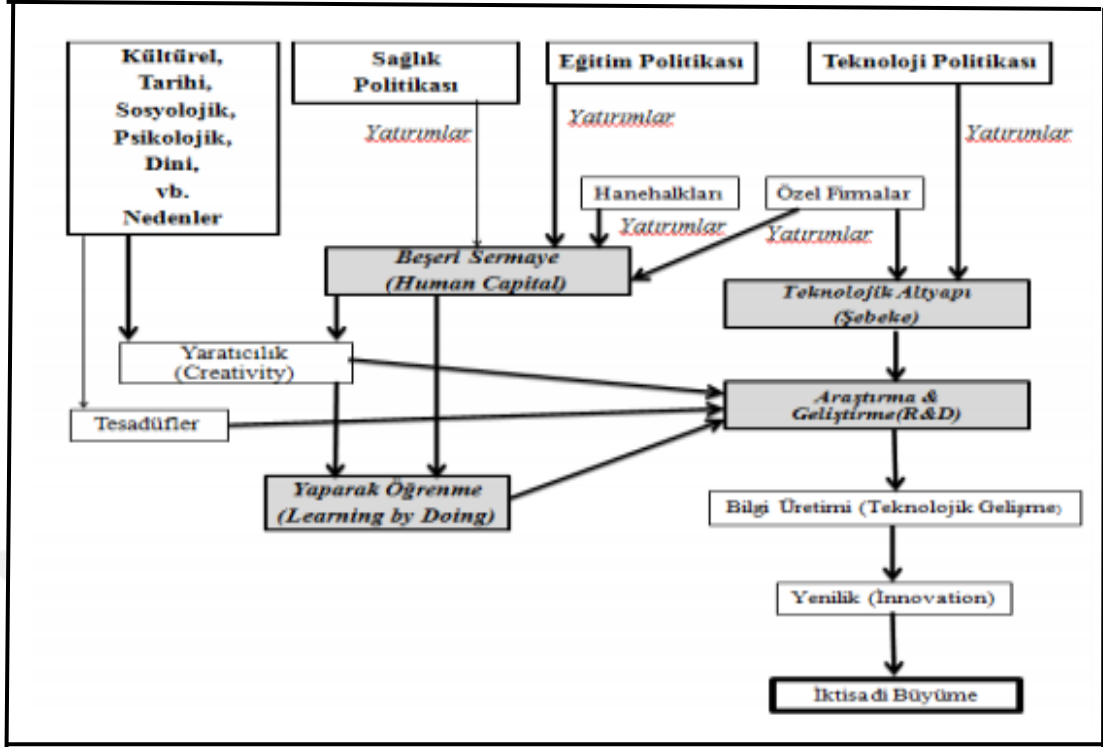 Kültürel,
Tarihi,
Sosyolojik,
Psikolojik,
Dini,
vb.
Nedenler
Sağlık
Politikası
Eğitim Politikası
Teknoloji Politikası
Yatırımlar
Yatırımlar
Yatırımlar
Hanehalkları
Özel Firmalar
Yatırımlar
Yatırımlar
Beşeri Sermaye
(Human Capital)
Teknolojik Altyapı
(Şebeke)
Yaratıcılık
(Creativity)
Araştırma &
Geliştirme(R&D)
Tesadüfler
Yaparak Öğrenme
(Learning by Doing)
Bilgi Üretimi (Teknolojik Gelişme)
Yenilik (İnnovation)
İktisadi Büyüme